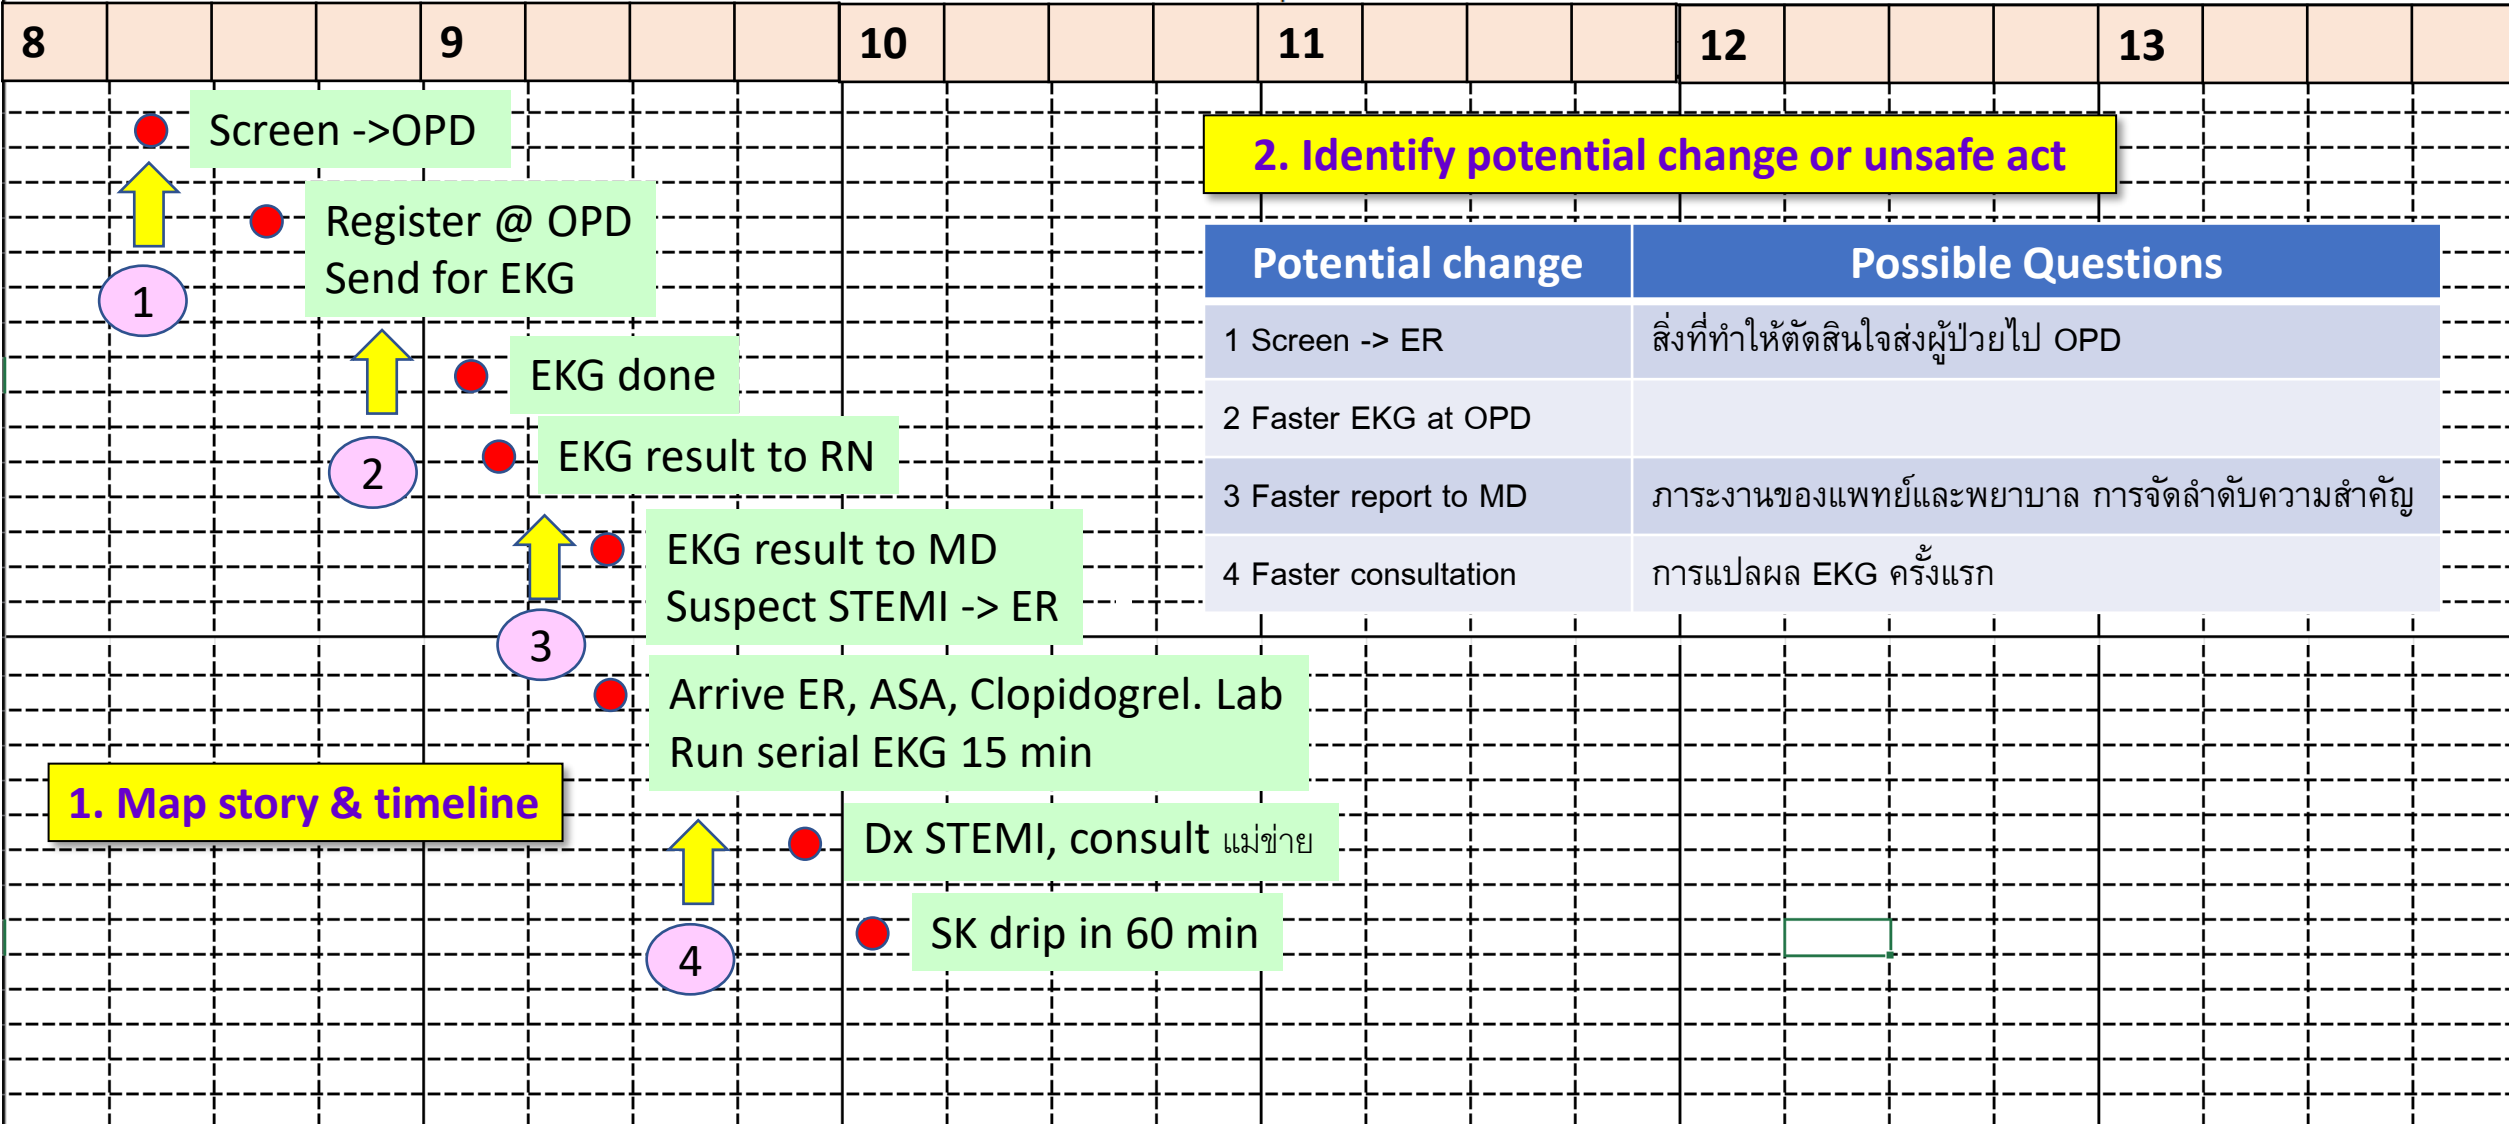 8 9 10 11 12 13
Screen ->OPD
Register @ OPD
Send for EKG
1
EKG done
EKG result to RN
2
EKG result to MD
Suspect STEMI -> ER
3
Arrive ER, ASA, Clopidogrel. Lab
Run serial EKG 15 min
1. Map story & timeline
Dx STEMI, consult แม่ข่าย
SK drip in 60 min
4
2. Identify potential change or unsafe act
Potential change Possible Questions
1 Screen -> ER สิ่งที่ทำให้ตัดสินใจส่งผู้ป่วยไป OPD
2 Faster EKG at OPD
3 Faster report to MD ภาระงานของแพทย์และพยาบาล การจัดลำดับความสำคัญ
4 Faster consultation การแปลผล EKG ครั้งแรก